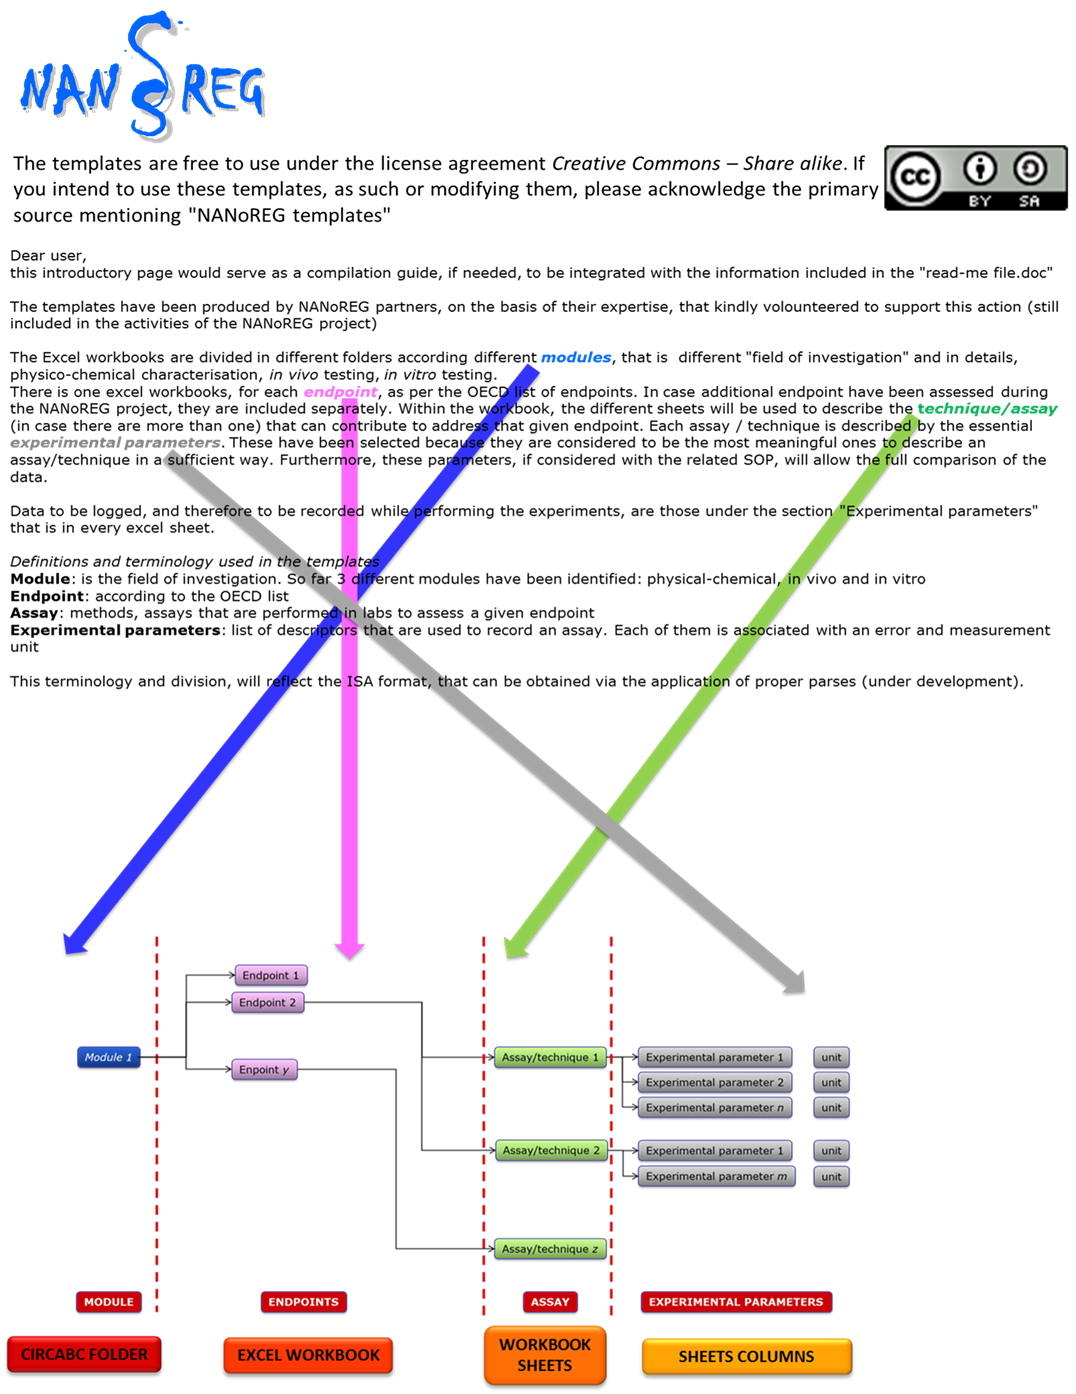 NANoREG
The templates are free to use under the license agreement Creative Commons – Share alike. If
you intend to use these templates, as such or modifying them, please acknowledge the primary
source mentioning "NANoREG templates"
cc BY SA
Dear user,
this introductory page would serve as a compilation guide, if needed, to be integrated with the information included in the "read-me file.doc"
The templates have been produced by NANoREG partners, on the basis of their expertise, that kindly volounteered to support this action (still
included in the activities of the NANoREG project)
The Excel workbooks are divided in different folders according different modules, that is different "field of investigation" and in details,
physico-chemical characterisation, in vivo testing, in vitro testing.
There is one excel workbooks, for each endpoint, as per the OECD list of endpoints. In case additional endpoint have been assessed during
the NANoREG project, they are included separately. Within the workbook, the different sheets will be used to describe the technique/assay
(in case there are more than one) that can contribute to address that given endpoint. Each assay / technique is described by the essential
experimental parameters. These have been selected because they are considered to be the most meaningful ones to describe an
assay/technique in a sufficient way. Furthermore, these parameters, if considered with the related SOP, will allow the full comparison of the
data.
Data to be logged, and therefore to be recorded while performing the experiments, are those under the section "Experimental parameters"
that is in every excel sheet.
Definitions and terminology used in the templates
Module: is the field of investigation. So far 3 different modules have been identified: physical-chemical, in vivo and in vitro
Endpoint: according to the OECD list
Assay: methods, assays that are performed in labs to assess a given endpoint
Experimental parameters: list of descriptors that are used to record an assay. Each of them is associated with an error and measurement
unit
This terminology and division, will reflect the ISA format, that can be obtained via the application of proper parses (under development).
Endpoint 1
Endpoint 2
Module 1
Enpoint y
Assay/technique 1
Experimental parameter 1 unit
Experimental parameter 2 unit
Experimental parameter n unit
Assay/technique 2
Experimental parameter 1 unit
Experimental parameter m unit
Assay/technique z
MODULE ENDPOINTS ASSAY EXPERIMENTAL PARAMETERS
CIRCABC FOLDER
EXCEL WORKBOOK
WORKBOOK
SHEETS
SHEETS COLUMNS